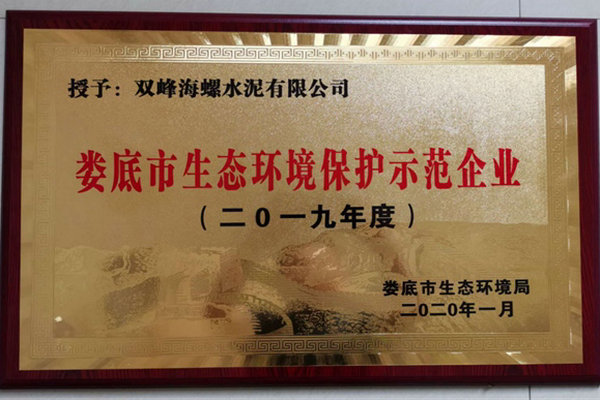 授予：双峰海螺水泥有限公司
娄底市生态环境保护示范企业
（二0一九年度）
娄底市生态环境局
二0二0年一月